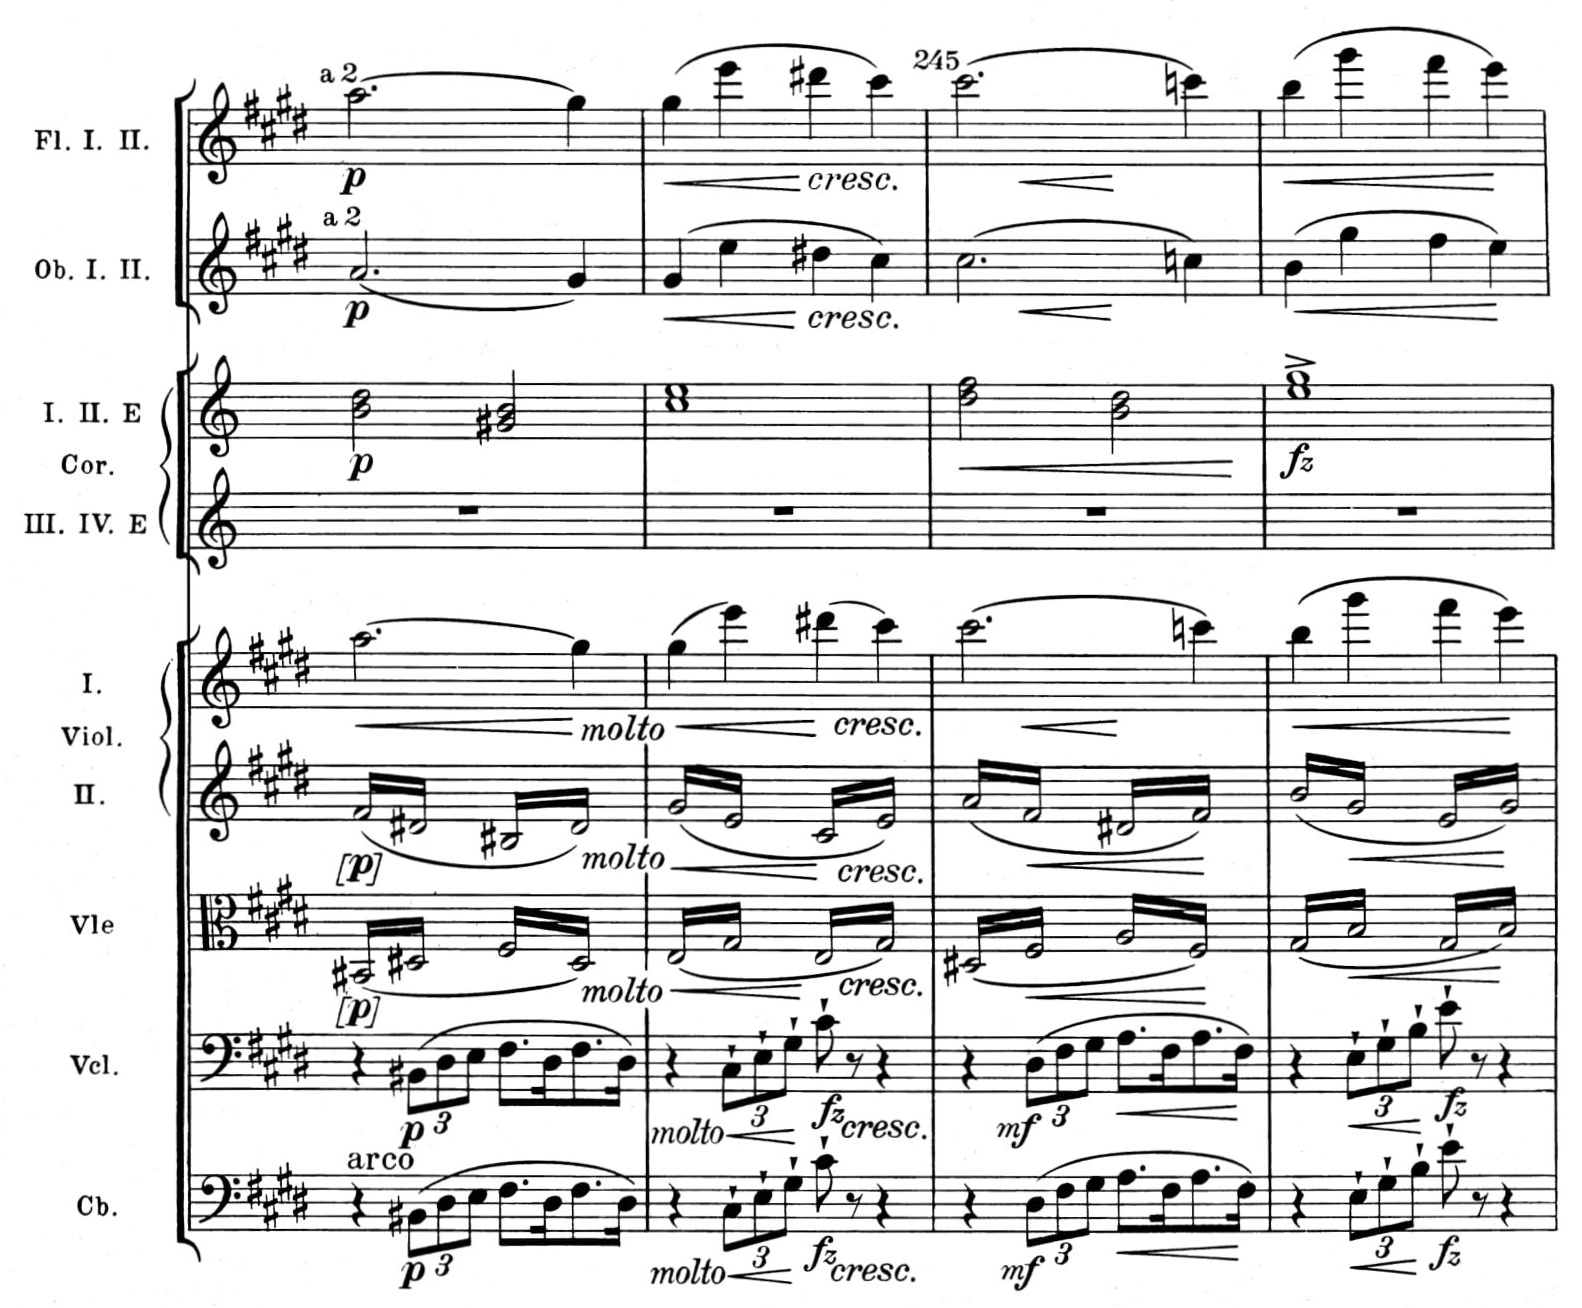 a 2
245
Fl. I. II.
p
cresc.
a 2
Ob. I. II.
p
cresc.
I. II. E
p
fz
Cor.
III. IV. E
I.
molto
cresc.
Viol.
II.
[p]
molto
cresc.
Vle
[p]
molto
cresc.
Vcl.
p 3
molto
3
fz cresc.
mf 3
3
fz
arco
Cb.
p 3
molto
3
fz cresc.
mf 3
3
fz